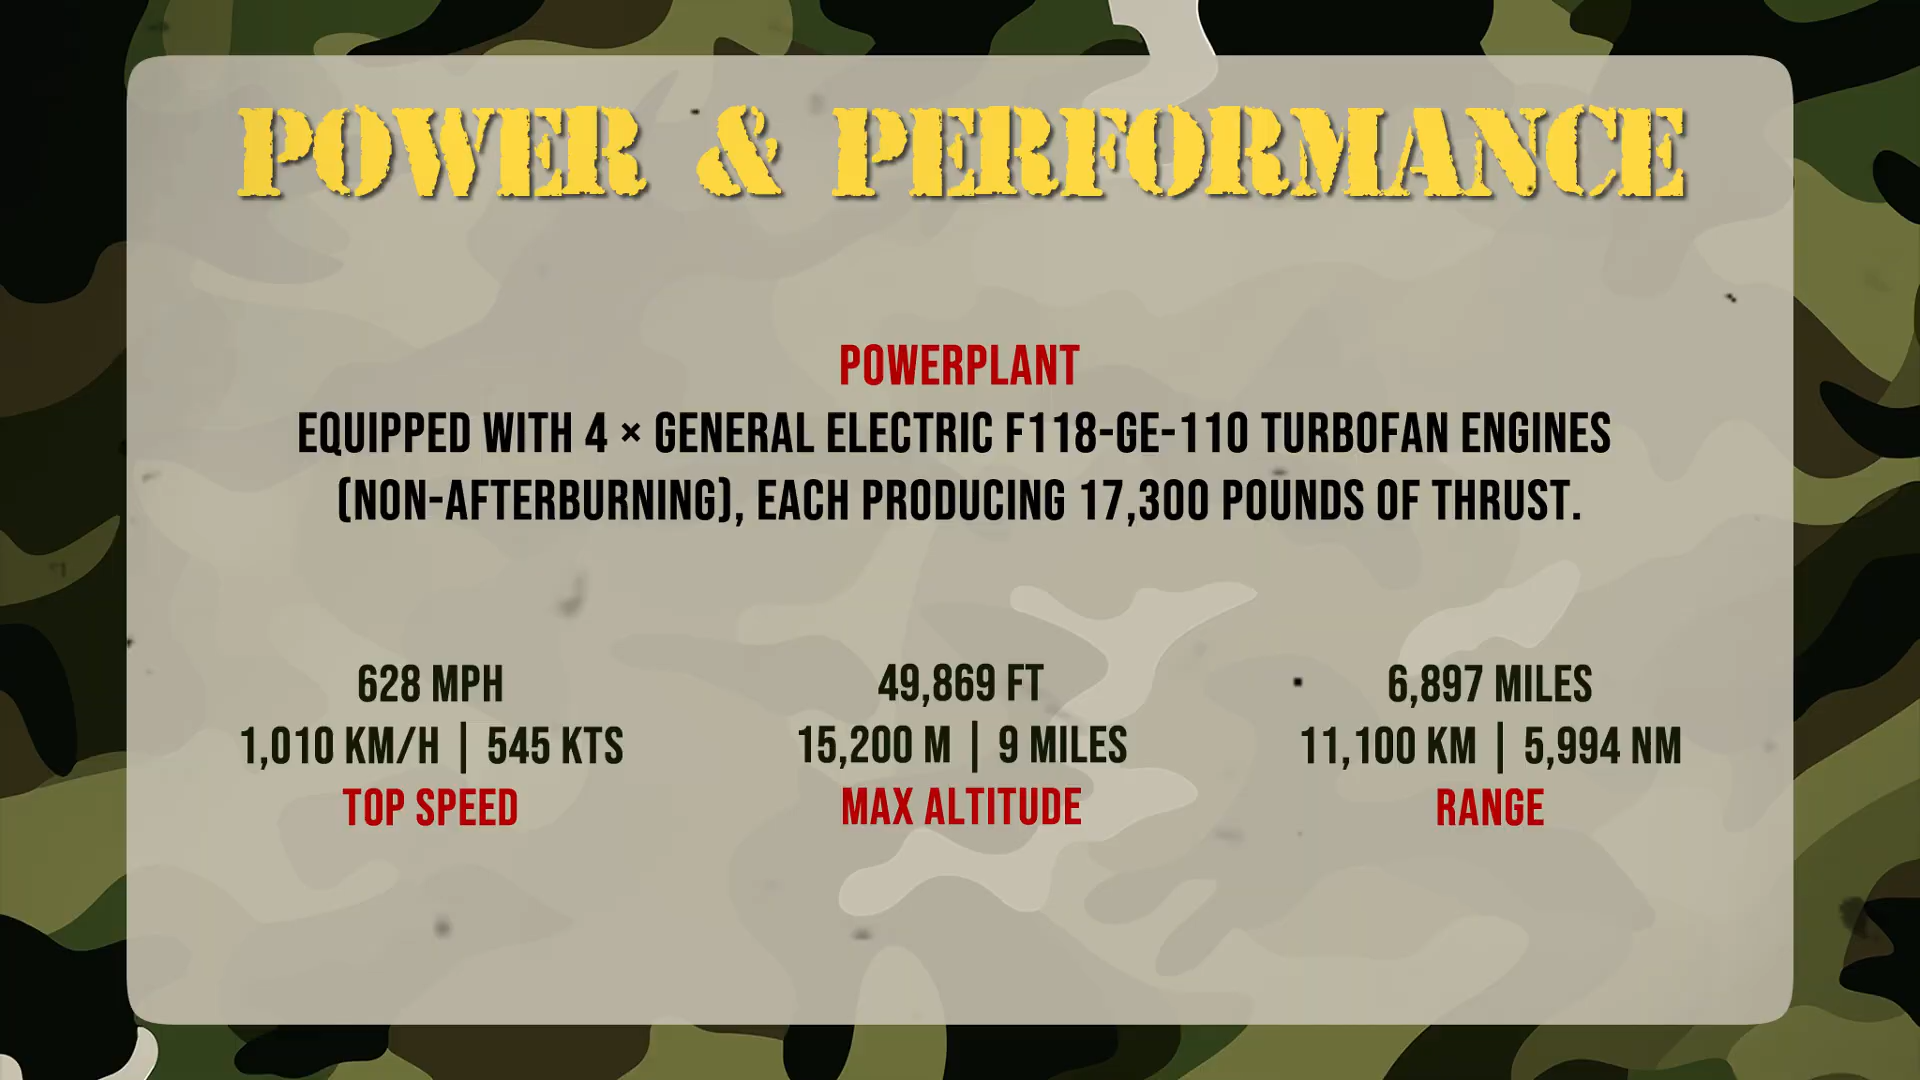 POWER & PERFORMANCE
POWERPLANT
EQUIPPED WITH 4 × GENERAL ELECTRIC F118-GE-110 TURBOFAN ENGINES
(NON-AFTERBURNING), EACH PRODUCING 17,300 POUNDS OF THRUST.
628 MPH
1,010 KM/H | 545 KTS
TOP SPEED
49,869 FT
15,200 M | 9 MILES
MAX ALTITUDE
6,897 MILES
11,100 KM | 5,994 NM
RANGE